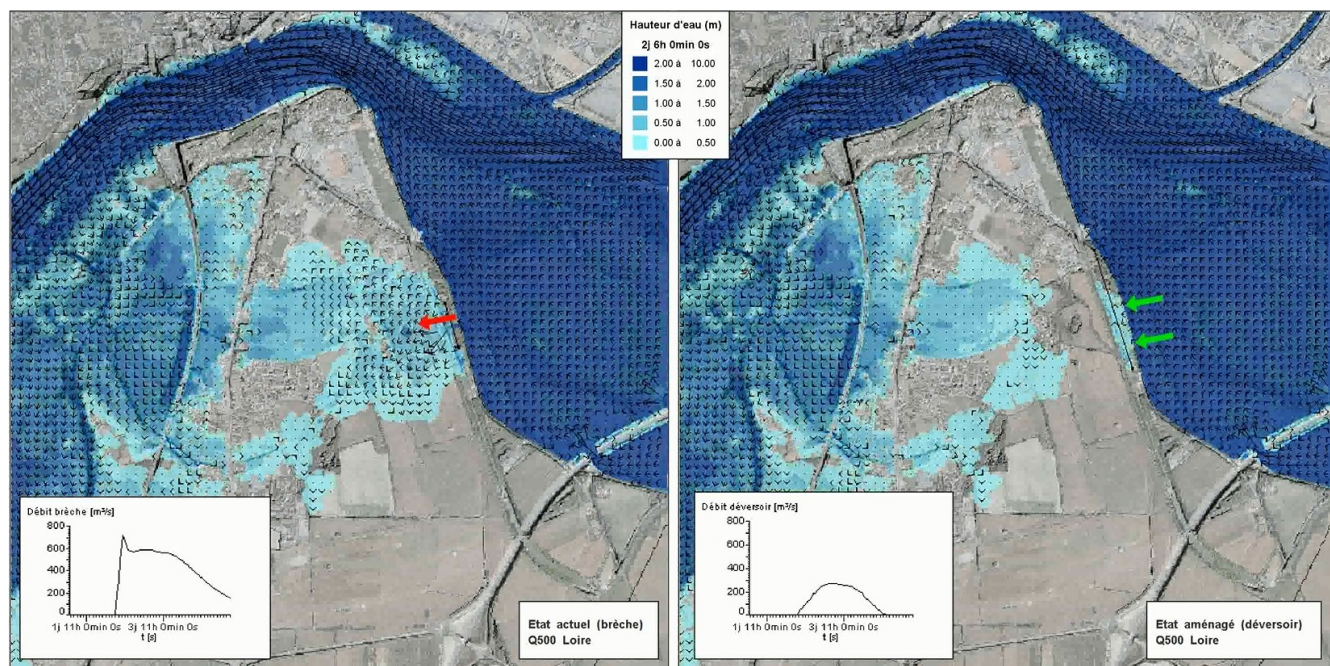 Hauteur d'eau (m)
2j 6h 0min 0s
2.00 à 10.00
1.50 à 2.00
1.00 à 1.50
0.50 à 1.00
0.00 à 0.50
Débit brèche [m³/s]
800
600
400
200
0
1j 11h 0min 0s 3j 11h 0min 0s
t [s]
Etat actuel (brèche)
Q500 Loire
Débit déversoir [m³/s]
800
600
400
200
0
1j 11h 0min 0s 3j 11h 0min 0s
t [s]
Etat aménagé (déversoir)
Q500 Loire